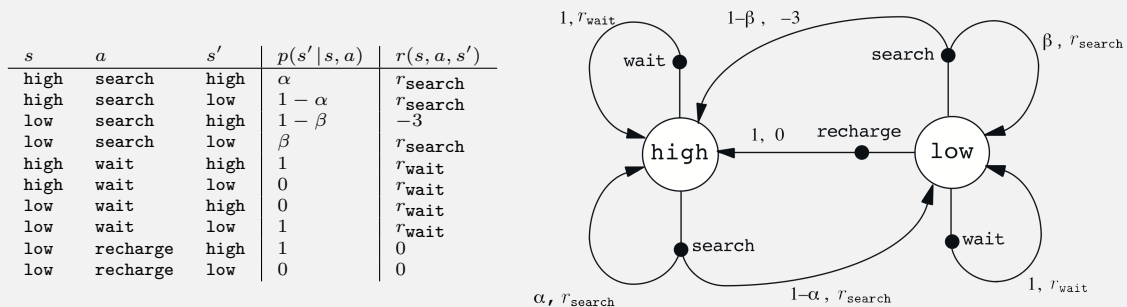 s a s′ p(s′|s, a) r(s, a, s′)
high search high α r_search
high search low 1 − α r_search
low search high 1 − β −3
low search low β r_search
high wait high 1 r_wait
high wait low 0 r_wait
low wait high 0 r_wait
low wait low 1 r_wait
low recharge high 1 0
low recharge low 0 0
1, r_wait
1–β , –3
β , r_search
wait
search
high
1, 0
recharge
low
search
wait
α, r_search
1–α , r_search
1, r_wait